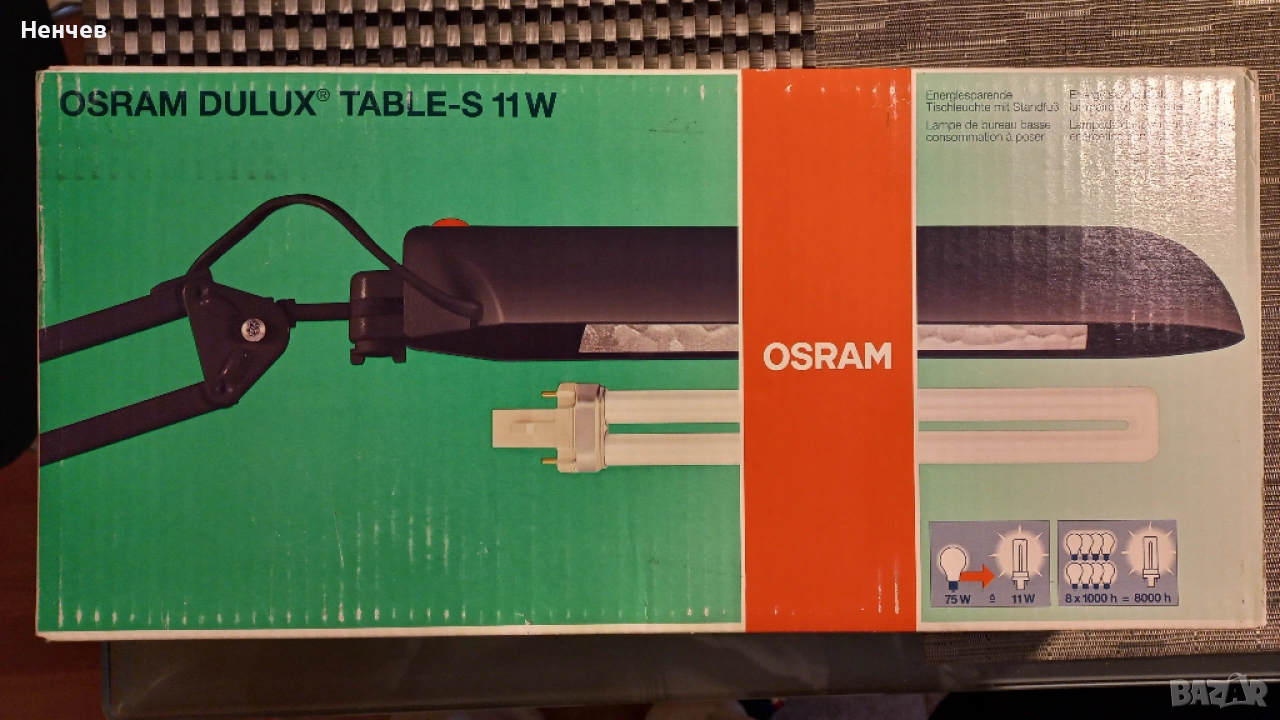 Ненчев
OSRAM DULUX® TABLE-S 11 W
Energiesparende
Tischleuchte mit Standfuß
Lampe de bureau basse
consommation à poser
OSRAM
75 W ≙ 11 W
8 x 1000 h = 8000 h
BAZAR